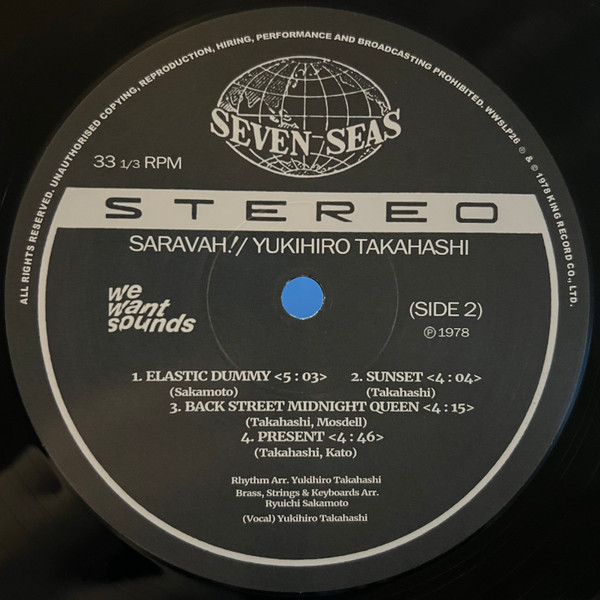 ALL RIGHTS RESERVED. UNAUTHORISED COPYING, REPRODUCTION, HIRING, PERFORMANCE AND BROADCASTING PROHIBITED. WWSLP26 ℗ & © 1978 KING RECORD CO., LTD.
SEVEN SEAS
33 1/3 RPM
STEREO
SARAVAH!/ YUKIHIRO TAKAHASHI
we
want
sounds
(SIDE 2)
℗ 1978
1. ELASTIC DUMMY <5 : 03> 2. SUNSET <4 : 04>
(Sakamoto) (Takahashi)
3. BACK STREET MIDNIGHT QUEEN <4 : 15>
(Takahashi, Mosdell)
4. PRESENT <4 : 46>
(Takahashi, Kato)
Rhythm Arr. Yukihiro Takahashi
Brass, Strings & Keyboards Arr.
Ryuichi Sakamoto
(Vocal) Yukihiro Takahashi